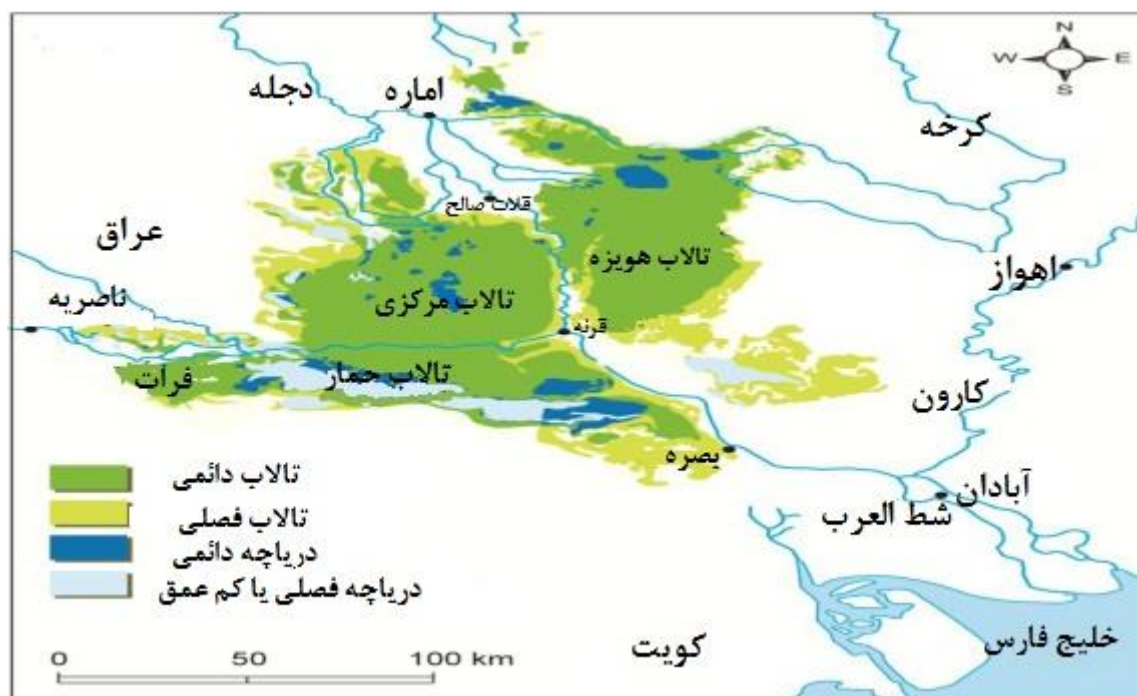 N
W E
S
دجله
اماره
کرخه
قلات صالح
عراق
تالاب هویزه
اهواز
ناصریه
تالاب مرکزی
قرنه
فرات
تالاب حمار
کارون
بصره
آبادان
شط العرب
تالاب دائمی
تالاب فصلی
دریاچه دائمی
دریاچه فصلی یا کم عمق
کویت
خلیج فارس
0 50 100 km